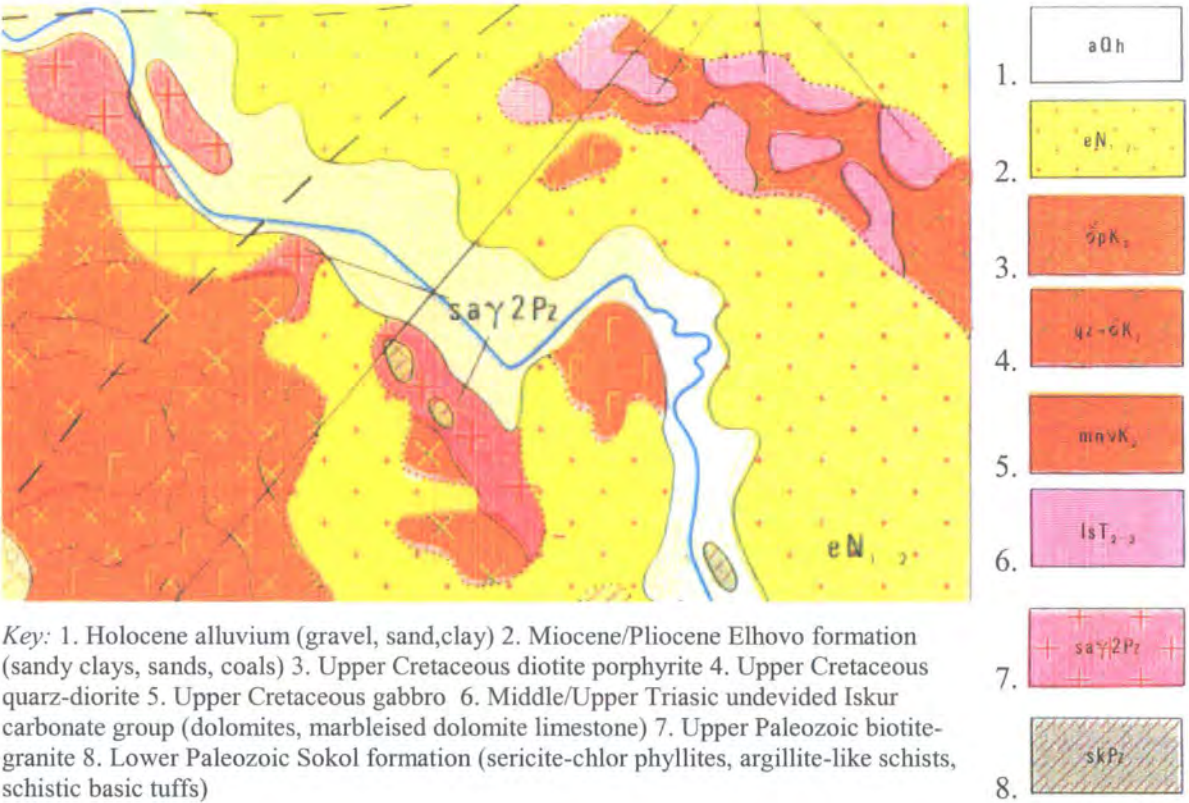 saγ2Pz
eN₁₋₂
1. aQh
2. eN₁₋₂
3.
4.
5.
6. lsT₂₋₃
7. saγ2Pz
8. skPz
Key: 1. Holocene alluvium (gravel, sand,clay) 2. Miocene/Pliocene Elhovo formation
(sandy clays, sands, coals) 3. Upper Cretaceous diotite porphyrite 4. Upper Cretaceous
quarz-diorite 5. Upper Cretaceous gabbro 6. Middle/Upper Triasic undevided Iskur
carbonate group (dolomites, marbleised dolomite limestone) 7. Upper Paleozoic biotite-
granite 8. Lower Paleozoic Sokol formation (sericite-chlor phyllites, argillite-like schists,
schistic basic tuffs)